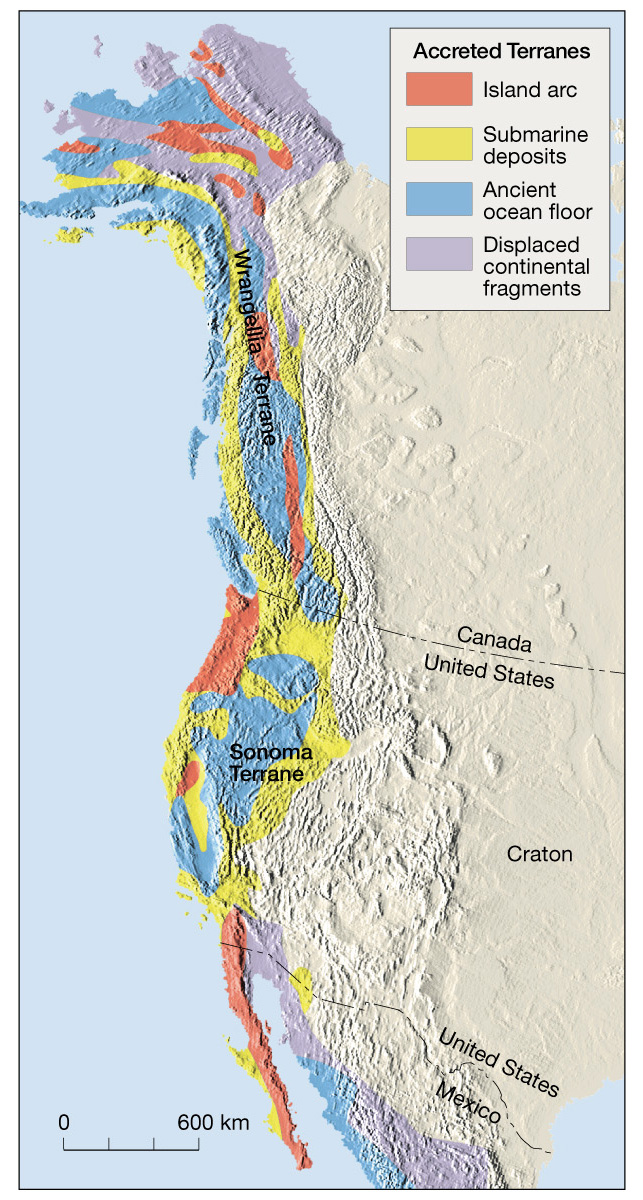 Accreted Terranes
Island arc
Submarine
deposits
Ancient
ocean floor
Displaced
continental
fragments
Wrangellia Terrane
Canada
United States
Sonoma
Terrane
Craton
United States
Mexico
0 600 km